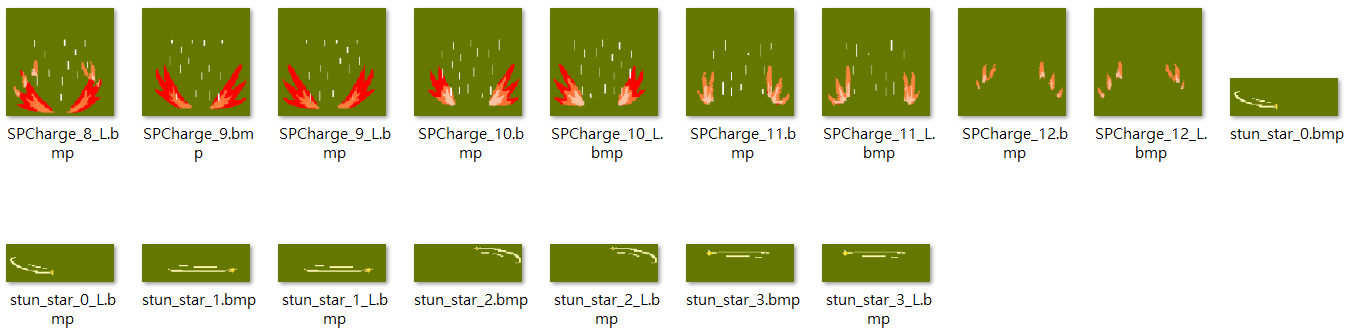 SPCharge_8_L.b
mp
SPCharge_9.bm
p
SPCharge_9_L.b
mp
SPCharge_10.b
mp
SPCharge_10_L.
bmp
SPCharge_11.b
mp
SPCharge_11_L.
bmp
SPCharge_12.b
mp
SPCharge_12_L.
bmp
stun_star_0.bmp
stun_star_0_L.b
mp
stun_star_1.bmp
stun_star_1_L.b
mp
stun_star_2.bmp
stun_star_2_L.b
mp
stun_star_3.bmp
stun_star_3_L.b
mp